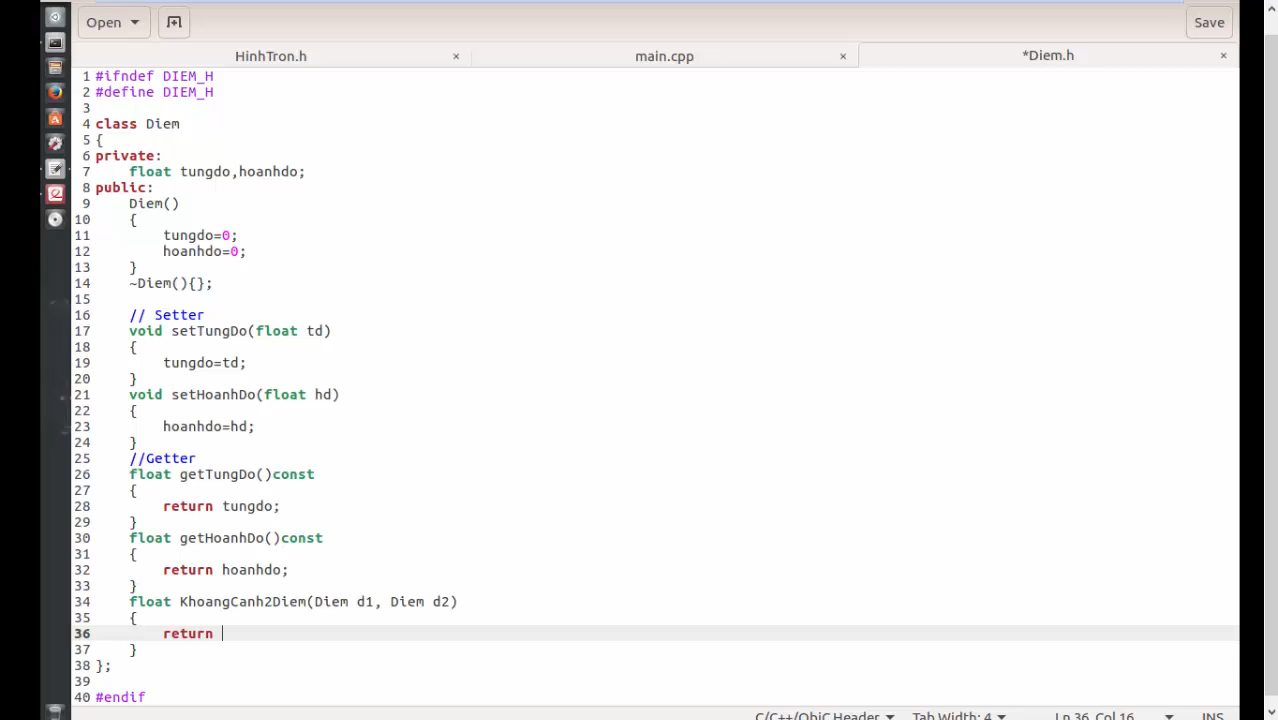 Open
Save
HinhTron.h × main.cpp × *Diem.h ×
1 #ifndef DIEM_H
2 #define DIEM_H
3
4 class Diem
5 {
6 private:
7     float tungdo,hoanhdo;
8 public:
9     Diem()
10     {
11         tungdo=0;
12         hoanhdo=0;
13     }
14     ~Diem(){};
15
16     // Setter
17     void setTungDo(float td)
18     {
19         tungdo=td;
20     }
21     void setHoanhDo(float hd)
22     {
23         hoanhdo=hd;
24     }
25     //Getter
26     float getTungDo()const
27     {
28         return tungdo;
29     }
30     float getHoanhDo()const
31     {
32         return hoanhdo;
33     }
34     float KhoangCanh2Diem(Diem d1, Diem d2)
35     {
36         return
37     }
38 };
39
40 #endif
C/C++/ObjC Header Tab Width: 4 Ln 36, Col 16 INS